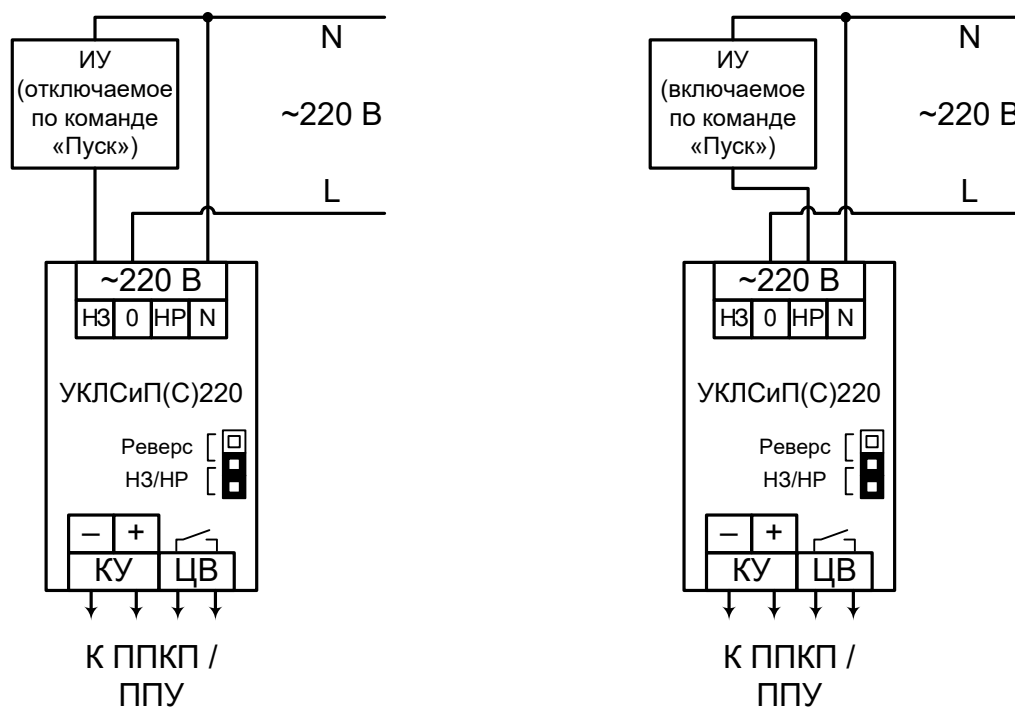 N
ИУ
(отключаемое
по команде
«Пуск»)
~220 В
L
~220 В
НЗ 0 НР N
УКЛСиП(С)220
Реверс
НЗ/НР
– +
КУ ЦВ
К ППКП /
ППУ
N
ИУ
(включаемое
по команде
«Пуск»)
~220 В
L
~220 В
НЗ 0 НР N
УКЛСиП(С)220
Реверс
НЗ/НР
– +
КУ ЦВ
К ППКП /
ППУ